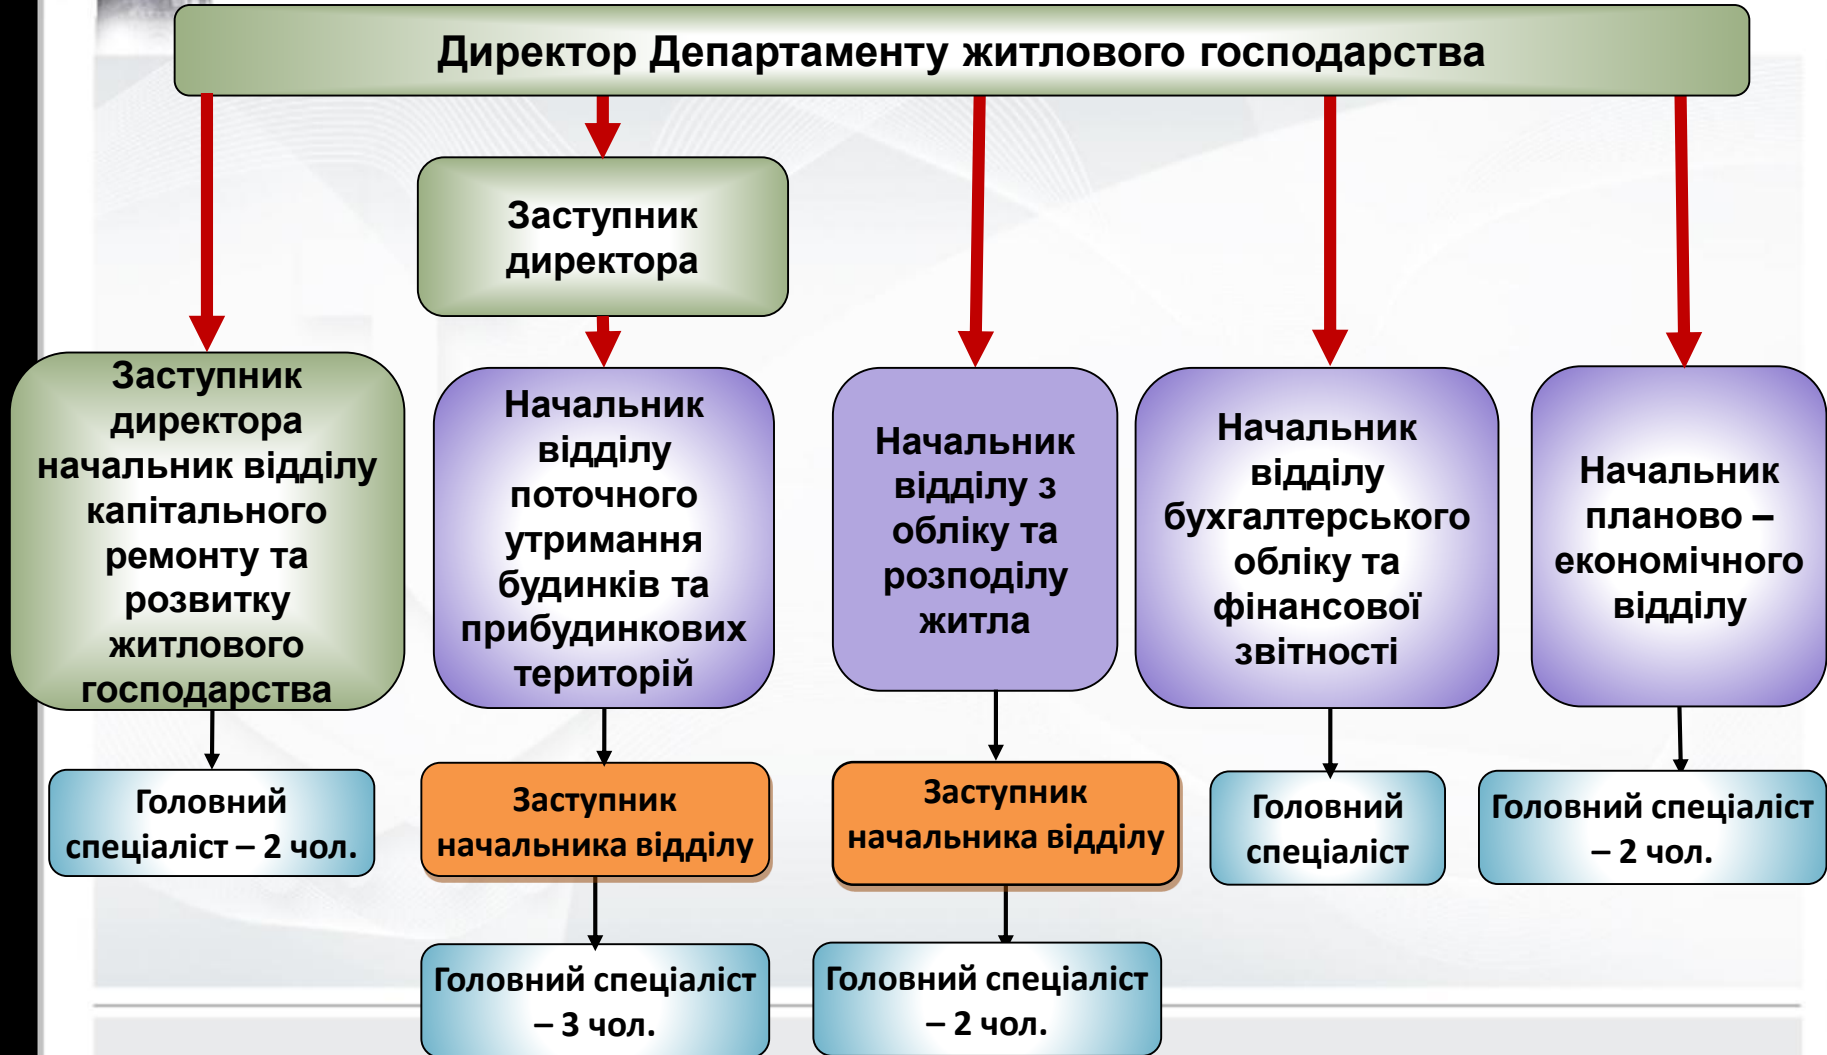 Директор Департаменту житлового господарства
Заступник
директора
Заступник
директора
начальник відділу
капітального
ремонту та
розвитку
житлового
господарства
Начальник
відділу
поточного
утримання
будинків та
прибудинкових
територій
Начальник
відділу з
обліку та
розподілу
житла
Начальник
відділу
бухгалтерського
обліку та
фінансової
звітності
Начальник
планово –
економічного
відділу
Головний
спеціаліст – 2 чол.
Заступник
начальника відділу
Заступник
начальника відділу
Головний
спеціаліст
Головний спеціаліст
– 2 чол.
Головний спеціаліст
– 3 чол.
Головний спеціаліст
– 2 чол.